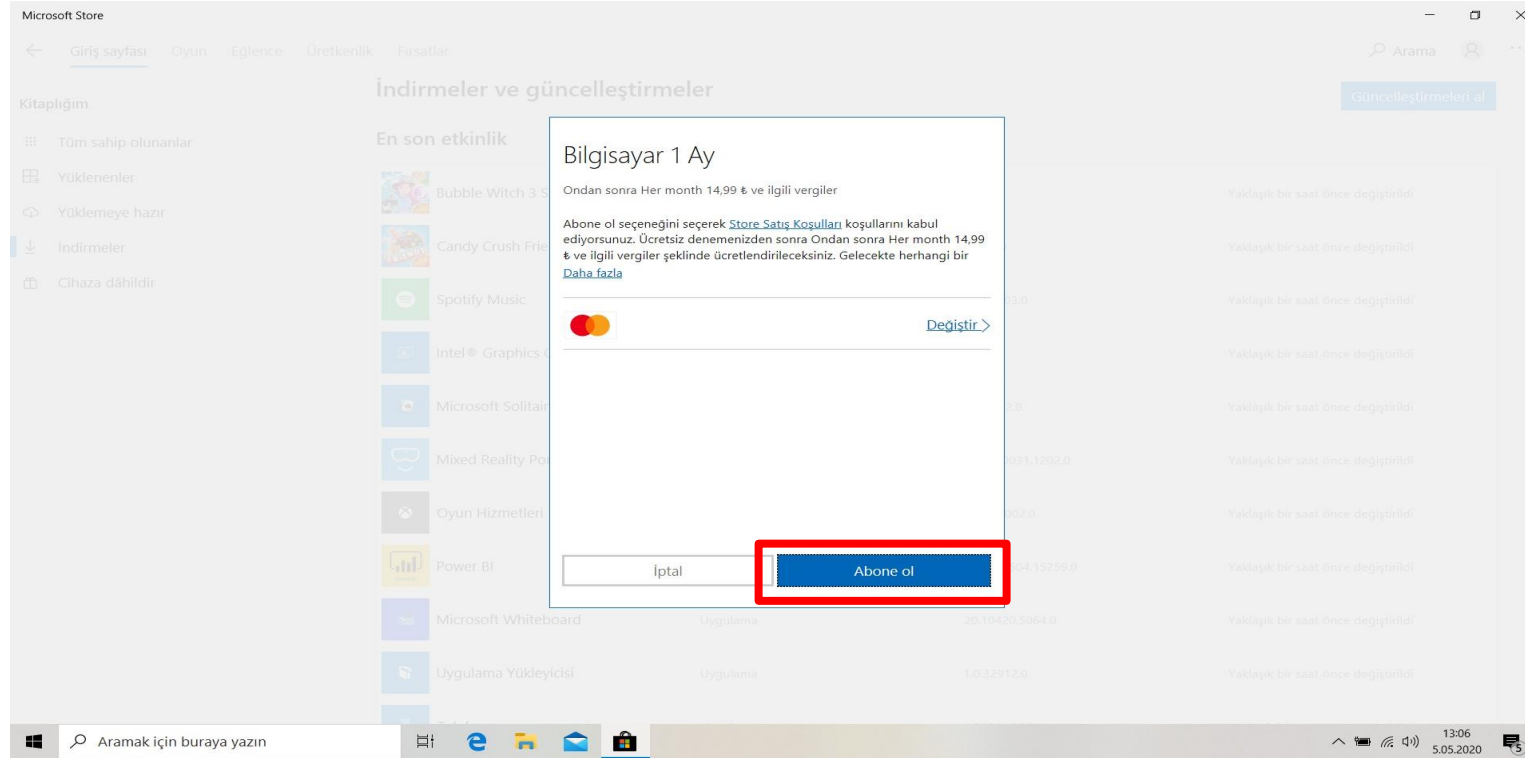 Microsoft Store
Giriş sayfası Oyun Eğlence Üretkenlik Fırsatlar
Arama
Kitaplığım
Tüm sahip olunanlar
Yüklenenler
Yüklemeye hazır
İndirmeler
Cihaza dâhildir
İndirmeler ve güncelleştirmeler
Güncelleştirmeleri al
En son etkinlik
Bubble Witch 3 S
Yaklaşık bir saat önce değiştirildi
Candy Crush Frie
Yaklaşık bir saat önce değiştirildi
Spotify Music
Yaklaşık bir saat önce değiştirildi
Intel® Graphics C
Yaklaşık bir saat önce değiştirildi
Microsoft Solitair
Yaklaşık bir saat önce değiştirildi
Mixed Reality Por
Yaklaşık bir saat önce değiştirildi
Oyun Hizmetleri
Yaklaşık bir saat önce değiştirildi
Power BI
Yaklaşık bir saat önce değiştirildi
Microsoft Whiteboard Uygulama 20.10420.5064.0 Yaklaşık bir saat önce değiştirildi
Uygulama Yükleyicisi Uygulama 1.0.32912.0 Yaklaşık bir saat önce değiştirildi
Bilgisayar 1 Ay
Ondan sonra Her month 14,99 ₺ ve ilgili vergiler
Abone ol seçeneğini seçerek Store Satış Koşulları koşullarını kabul
ediyorsunuz. Ücretsiz denemenizden sonra Ondan sonra Her month 14,99
₺ ve ilgili vergiler şeklinde ücretlendirileceksiniz. Gelecekte herhangi bir
Daha fazla
Değiştir
İptal
Abone ol
Aramak için buraya yazın
13:06
5.05.2020
5